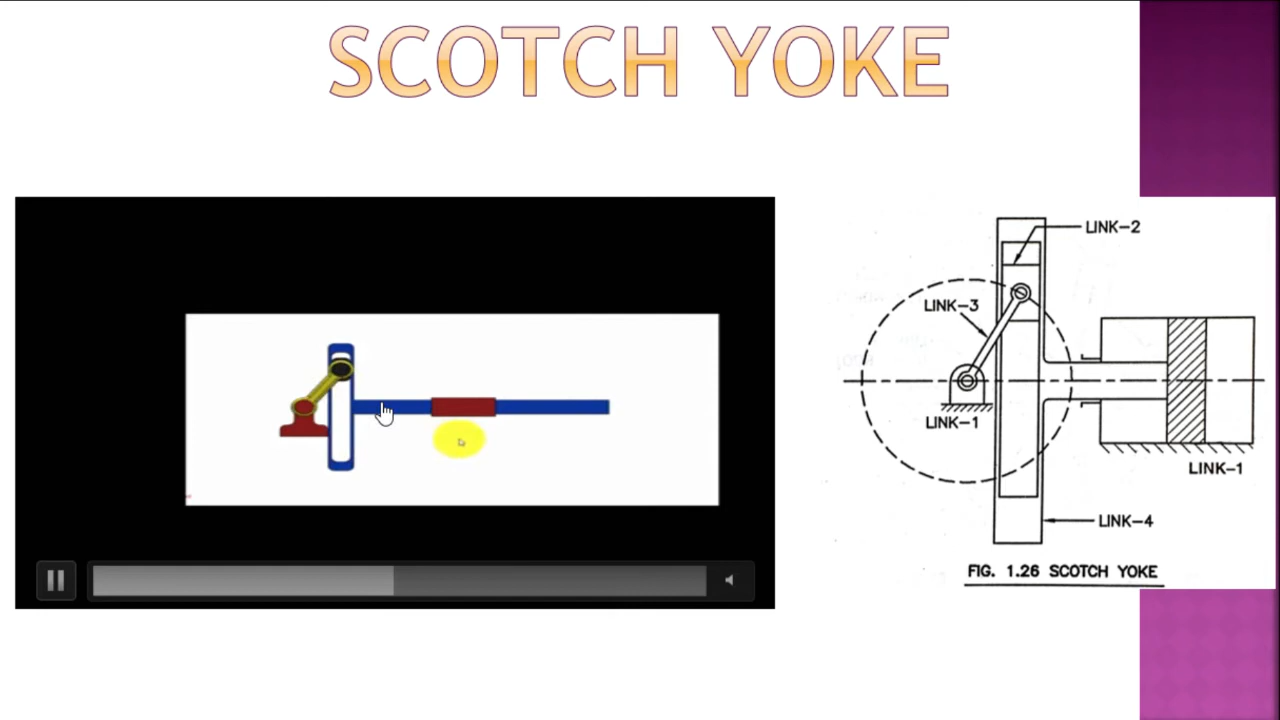 SCOTCH YOKE
LINK-2
LINK-3
LINK-1
LINK-1
LINK-4
FIG. 1.26 SCOTCH YOKE